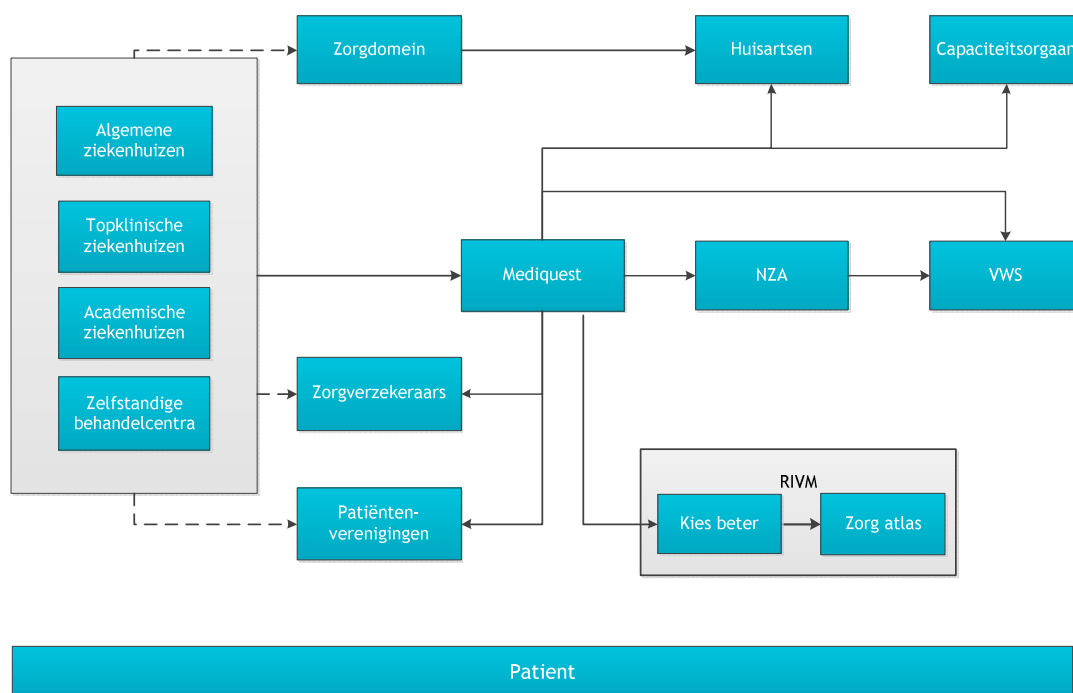 Zorgdomein
Huisartsen
Capaciteitsorgaan
Algemene
ziekenhuizen
Topklinische
ziekenhuizen
Academische
ziekenhuizen
Zelfstandige
behandelcentra
Mediquest
NZA
VWS
Zorgverzekeraars
Patiënten-
verenigingen
RIVM
Kies beter
Zorg atlas
Patient